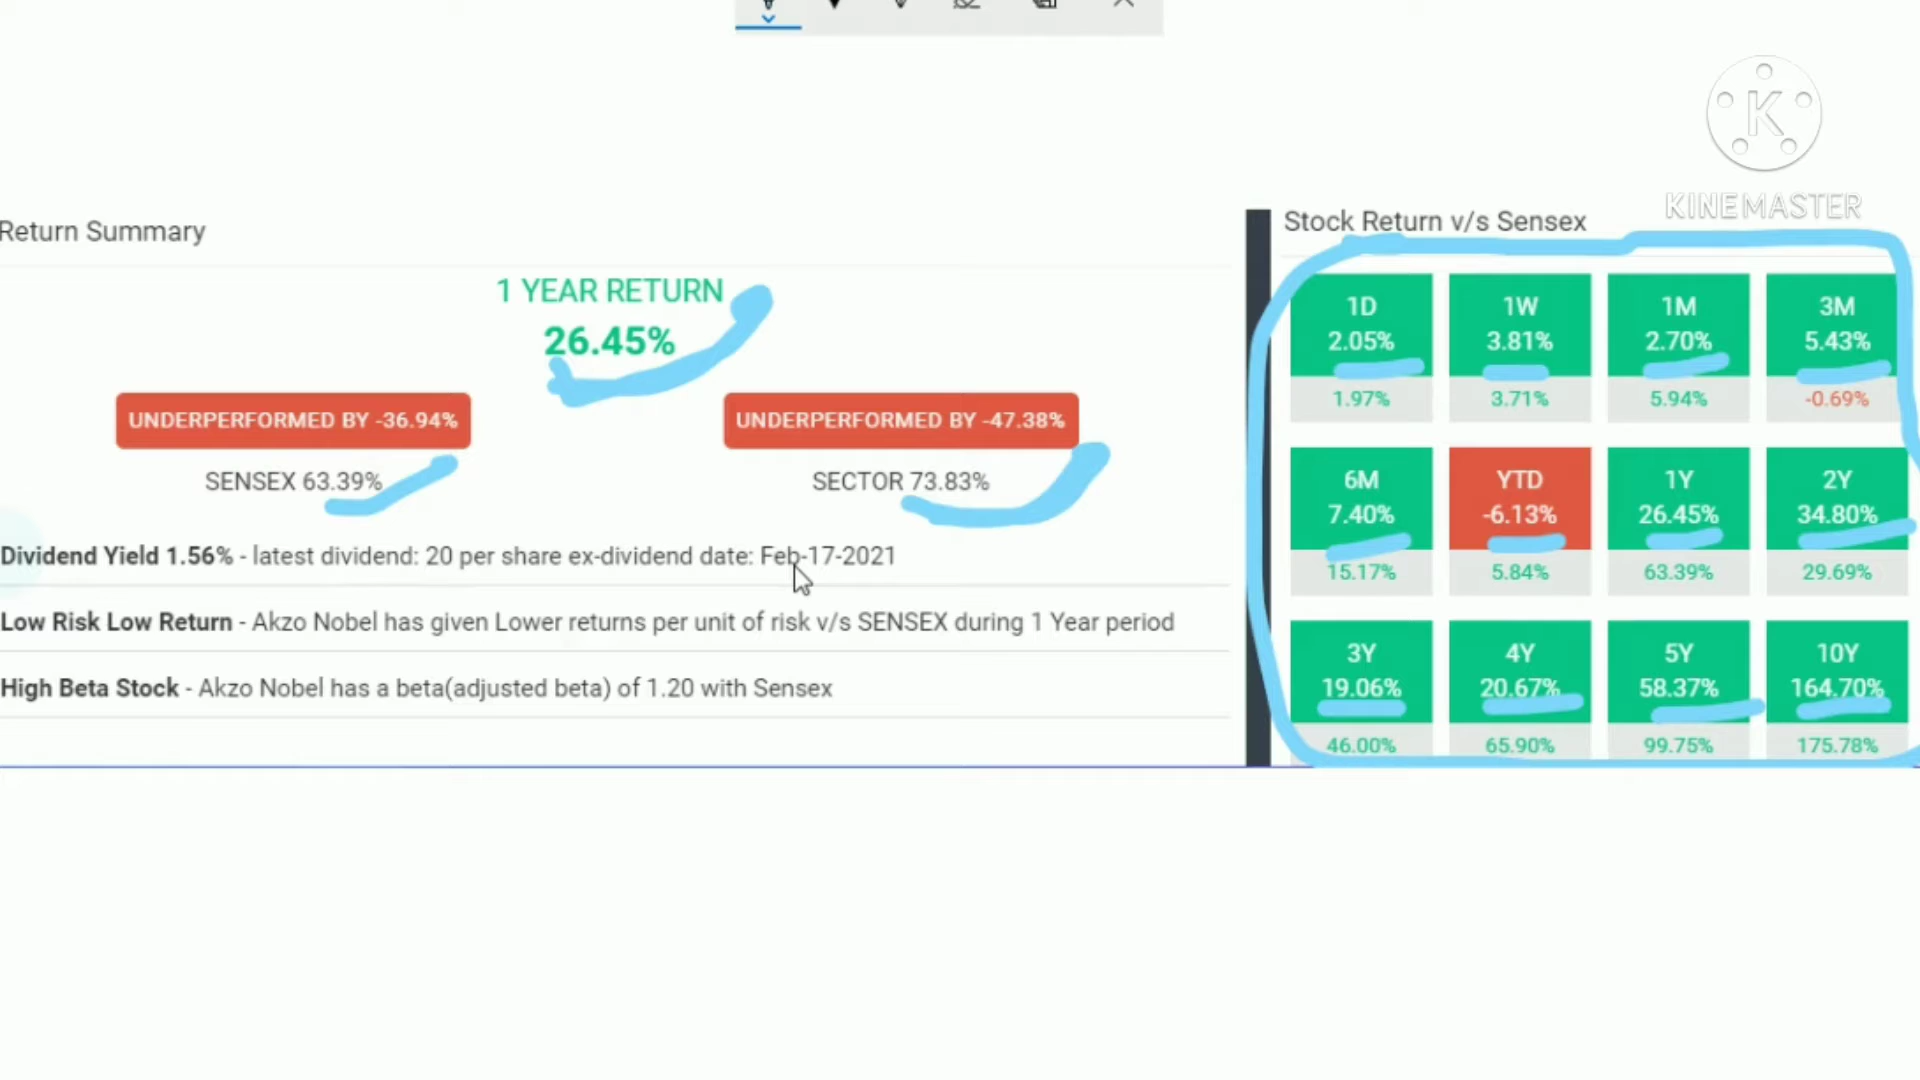 K
KINEMASTER
Return Summary
1 YEAR RETURN
26.45%
UNDERPERFORMED BY -36.94%
SENSEX 63.39%
UNDERPERFORMED BY -47.38%
SECTOR 73.83%
Dividend Yield 1.56% - latest dividend: 20 per share ex-dividend date: Feb-17-2021
Low Risk Low Return - Akzo Nobel has given Lower returns per unit of risk v/s SENSEX during 1 Year period
High Beta Stock - Akzo Nobel has a beta(adjusted beta) of 1.20 with Sensex
Stock Return v/s Sensex
1D 1W 1M 3M
2.05% 3.81% 2.70% 5.43%
1.97% 3.71% 5.94% -0.69%
6M YTD 1Y 2Y
7.40% -6.13% 26.45% 34.80%
15.17% 5.84% 63.39% 29.69%
3Y 4Y 5Y 10Y
19.06% 20.67% 58.37% 164.70%
46.00% 65.90% 99.75% 175.78%